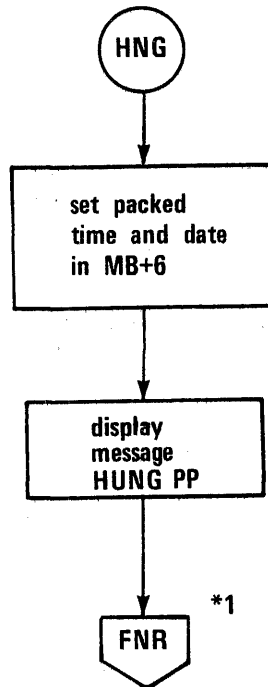 HNG
set packed
time and date
in MB+6
display
message
HUNG PP
*1
FNR